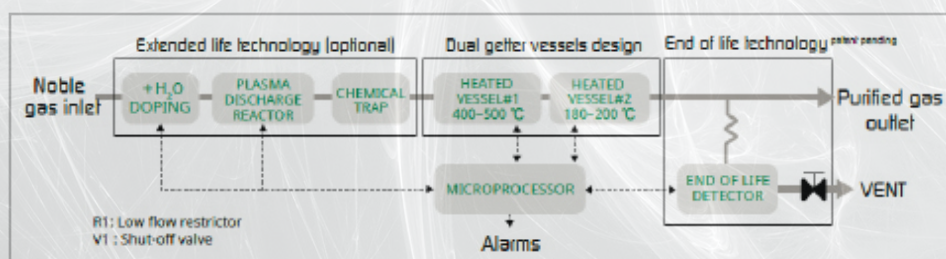 Extended life technology (optional)
Dual getter vessels design
End of life technology patent pending
Noble
gas inlet
+H₂O
DOPING
PLASMA
DISCHARGE
REACTOR
CHEMICAL
TRAP
HEATED
VESSEL#1
400-500 ℃
HEATED
VESSEL#2
180-200 ℃
Purified gas
outlet
MICROPROCESSOR
END OF LIFE
DETECTOR
VENT
R1: Low flow restrictor
V1 : Shut-off valve
Alarms